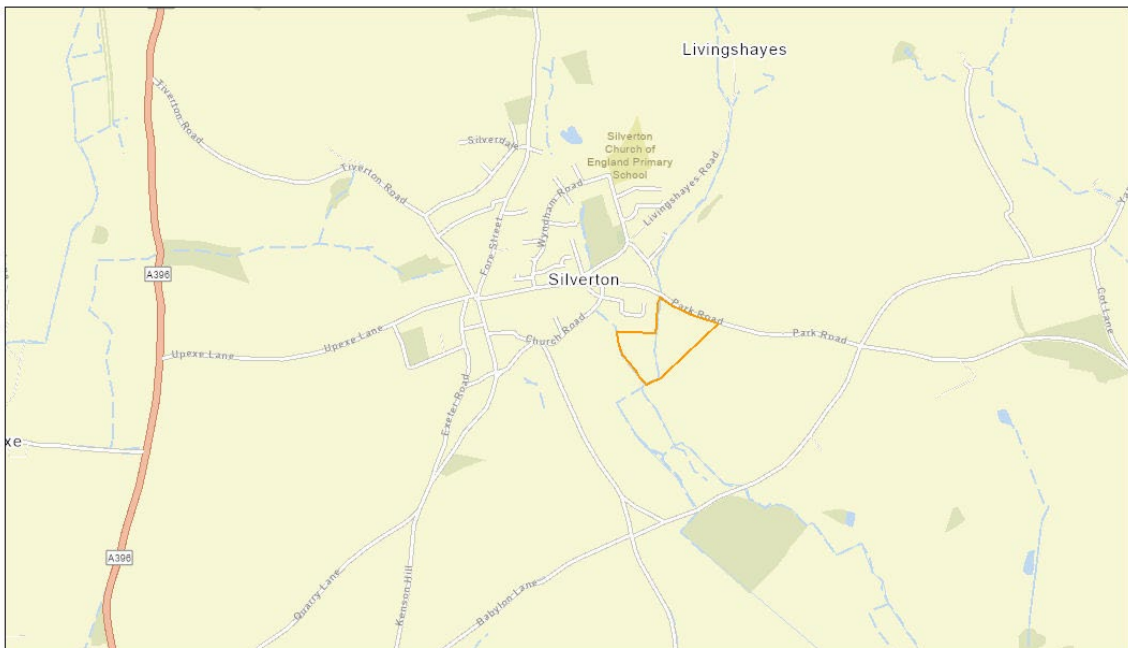 Livingshayes
Tiverton Road
Silverdale
Silverton
Church of
England Primary
School
Tiverton Road
Wyndham Road
Livingshayes Road
Fore Street
A396
Silverton
Park Road
Park Road
Cot Lane
Upexe Lane
Upexe Lane
Church Road
Exeter Road
xe
A396
Quarry Lane
Kenson Hill
Babylon Lane